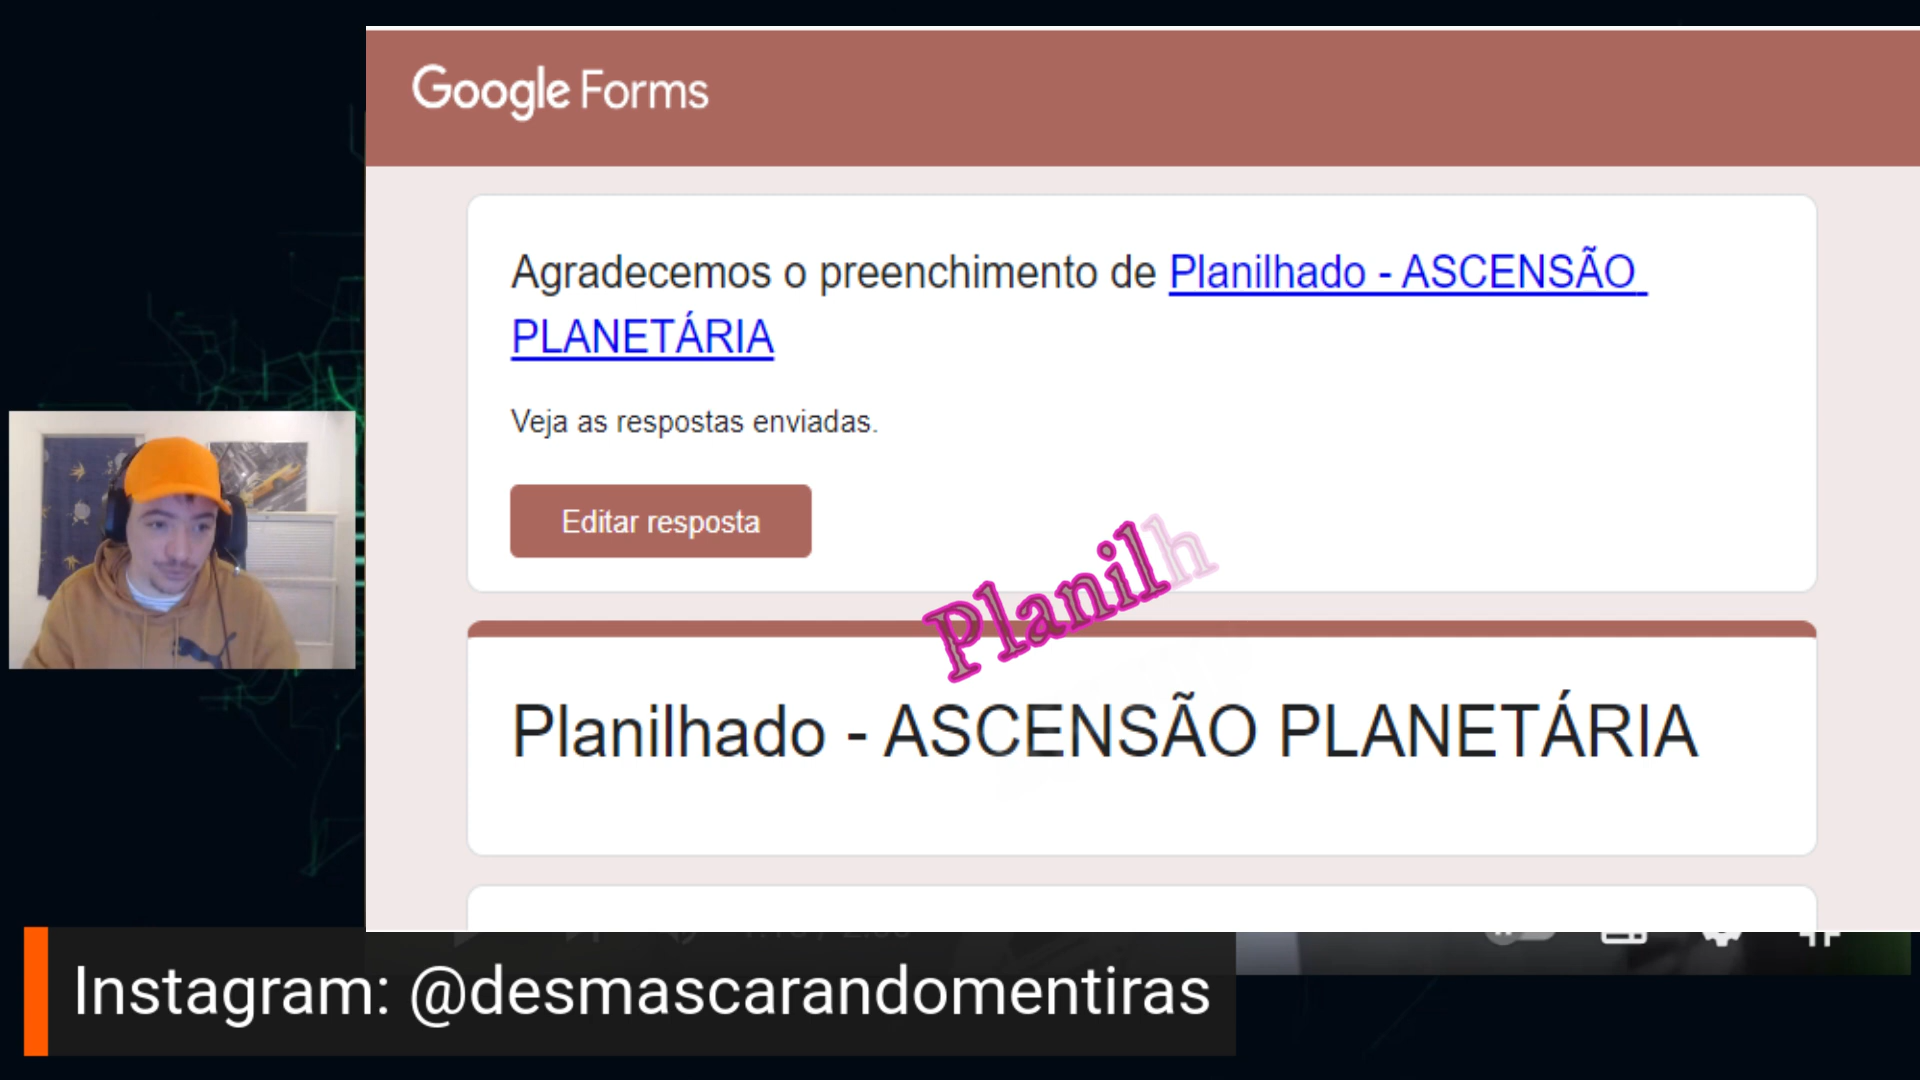 Google Forms
Agradecemos o preenchimento de Planilhado - ASCENSÃO
PLANETÁRIA
Veja as respostas enviadas.
Editar resposta
Planilh
Planilhado - ASCENSÃO PLANETÁRIA
Instagram: @desmascarandomentiras